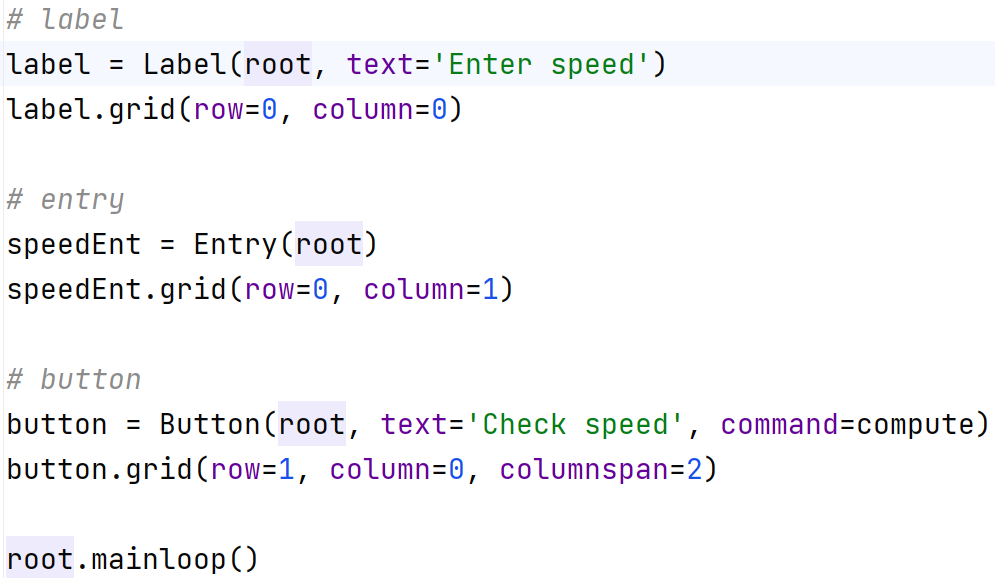 # label
label = Label(root, text='Enter speed')
label.grid(row=0, column=0)
# entry
speedEnt = Entry(root)
speedEnt.grid(row=0, column=1)
# button
button = Button(root, text='Check speed', command=compute)
button.grid(row=1, column=0, columnspan=2)
root.mainloop()